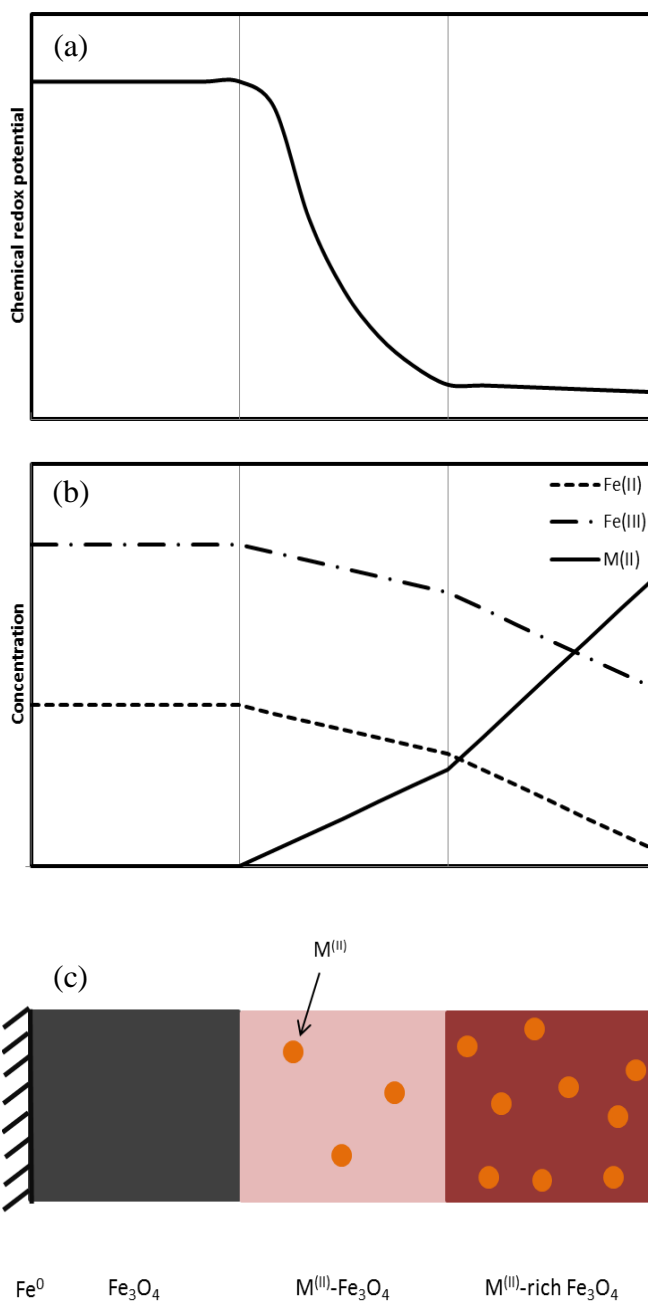 (a)
Chemical redox potential
(b)
Fe(II)
Fe(III)
M(II)
Concentration
M(II)
(c)
Fe0 Fe3O4 M(II)-Fe3O4 M(II)-rich Fe3O4